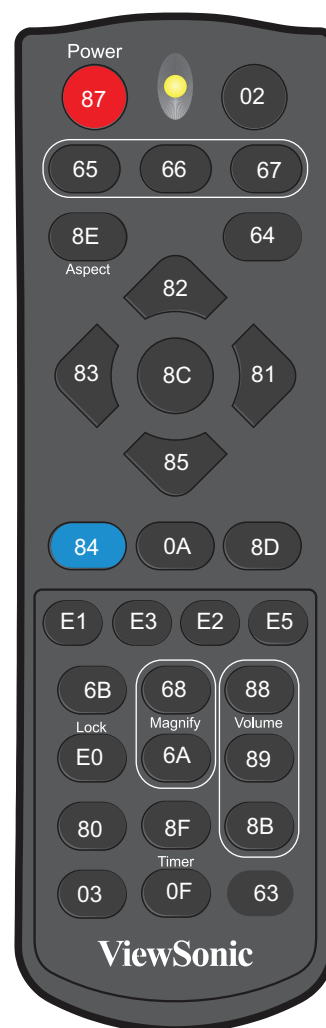 Power
87 02
65 66 67
8E 64
Aspect
82
83 8C 81
85
84 0A 8D
E1 E3 E2 E5
6B 68 88
Lock Magnify Volume
E0 6A 89
80 8F 8B
Timer
03 0F 63
ViewSonic